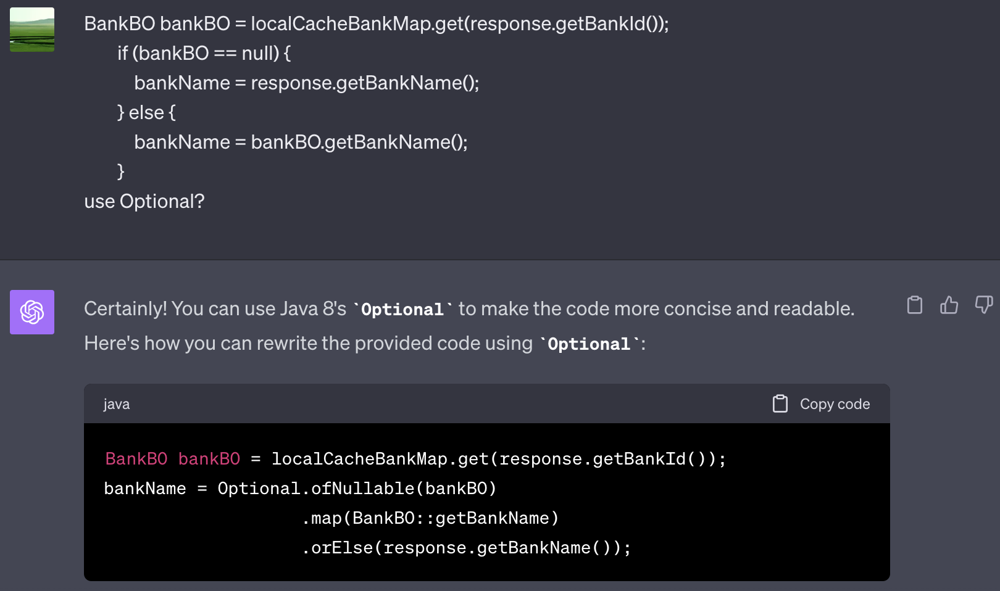 BankBO bankBO = localCacheBankMap.get(response.getBankId());
if (bankBO == null) {
bankName = response.getBankName();
} else {
bankName = bankBO.getBankName();
}
use Optional?
Certainly! You can use Java 8's `Optional` to make the code more concise and readable.
Here's how you can rewrite the provided code using `Optional`:
java
Copy code
BankBO bankBO = localCacheBankMap.get(response.getBankId());
bankName = Optional.ofNullable(bankBO)
.map(BankBO::getBankName)
.orElse(response.getBankName());